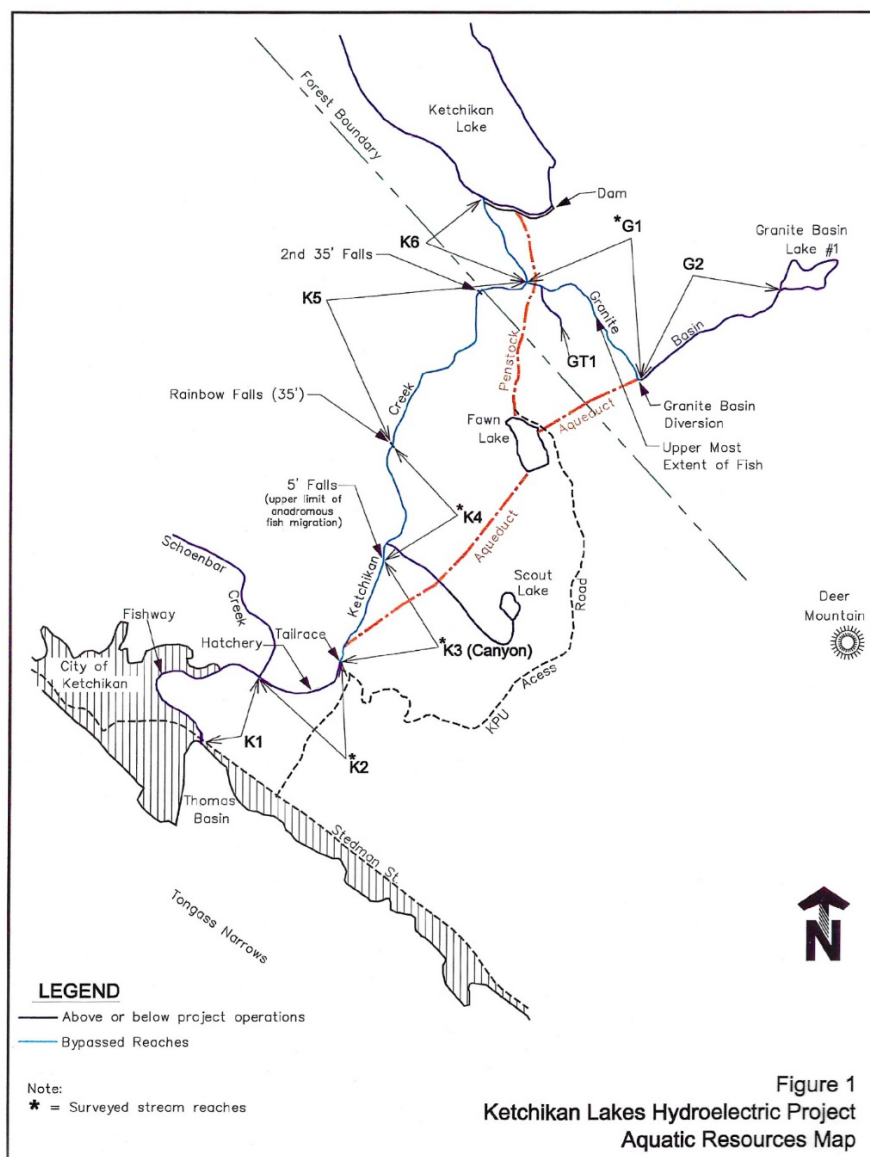 Forest Boundary
Ketchikan
Lake
Dam
K6
*G1
2nd 35' Falls
Granite Basin
Lake #1
G2
K5
Granite
Basin
Penstock
GT1
Rainbow Falls (35')
Creek
Fawn
Lake
Aqueduct
Granite Basin
Diversion
Upper Most
Extent of Fish
5' Falls
(upper limit of
anadromous
fish migration)
*K4
Aqueduct
Schoenbar
Creek
Ketchikan
Scout
Lake
Road
Deer
Mountain
Fishway
Tailrace
Hatchery
*K3 (Canyon)
City of
Ketchikan
Acess
KPU
K1
*K2
Thomas
Basin
Stedman St.
Tongass Narrows
N
LEGEND
Above or below project operations
Bypassed Reaches
Note:
* = Surveyed stream reaches
Figure 1
Ketchikan Lakes Hydroelectric Project
Aquatic Resources Map